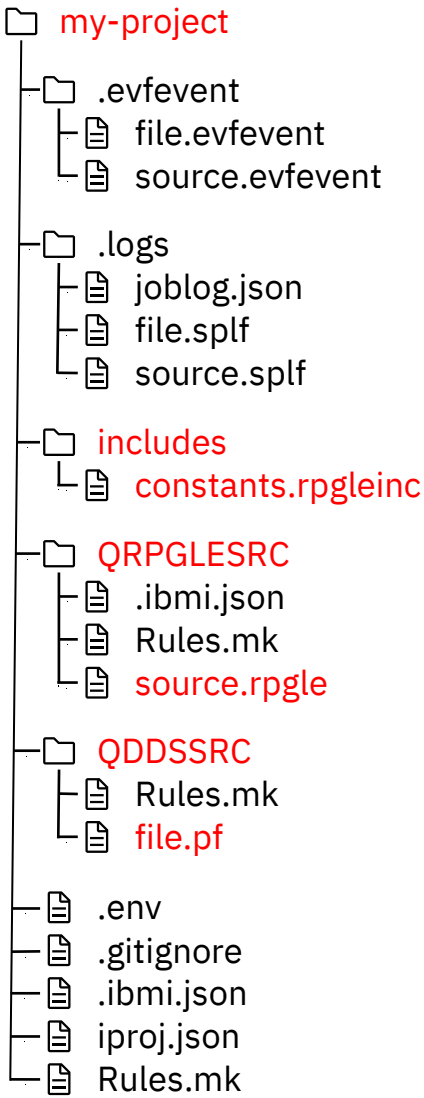 my-project
.evfevent
file.evfevent
source.evfevent
.logs
joblog.json
file.splf
source.splf
includes
constants.rpgleinc
QRPGLESRC
.ibmi.json
Rules.mk
source.rpgle
QDDSSRC
Rules.mk
file.pf
.env
.gitignore
.ibmi.json
iproj.json
Rules.mk